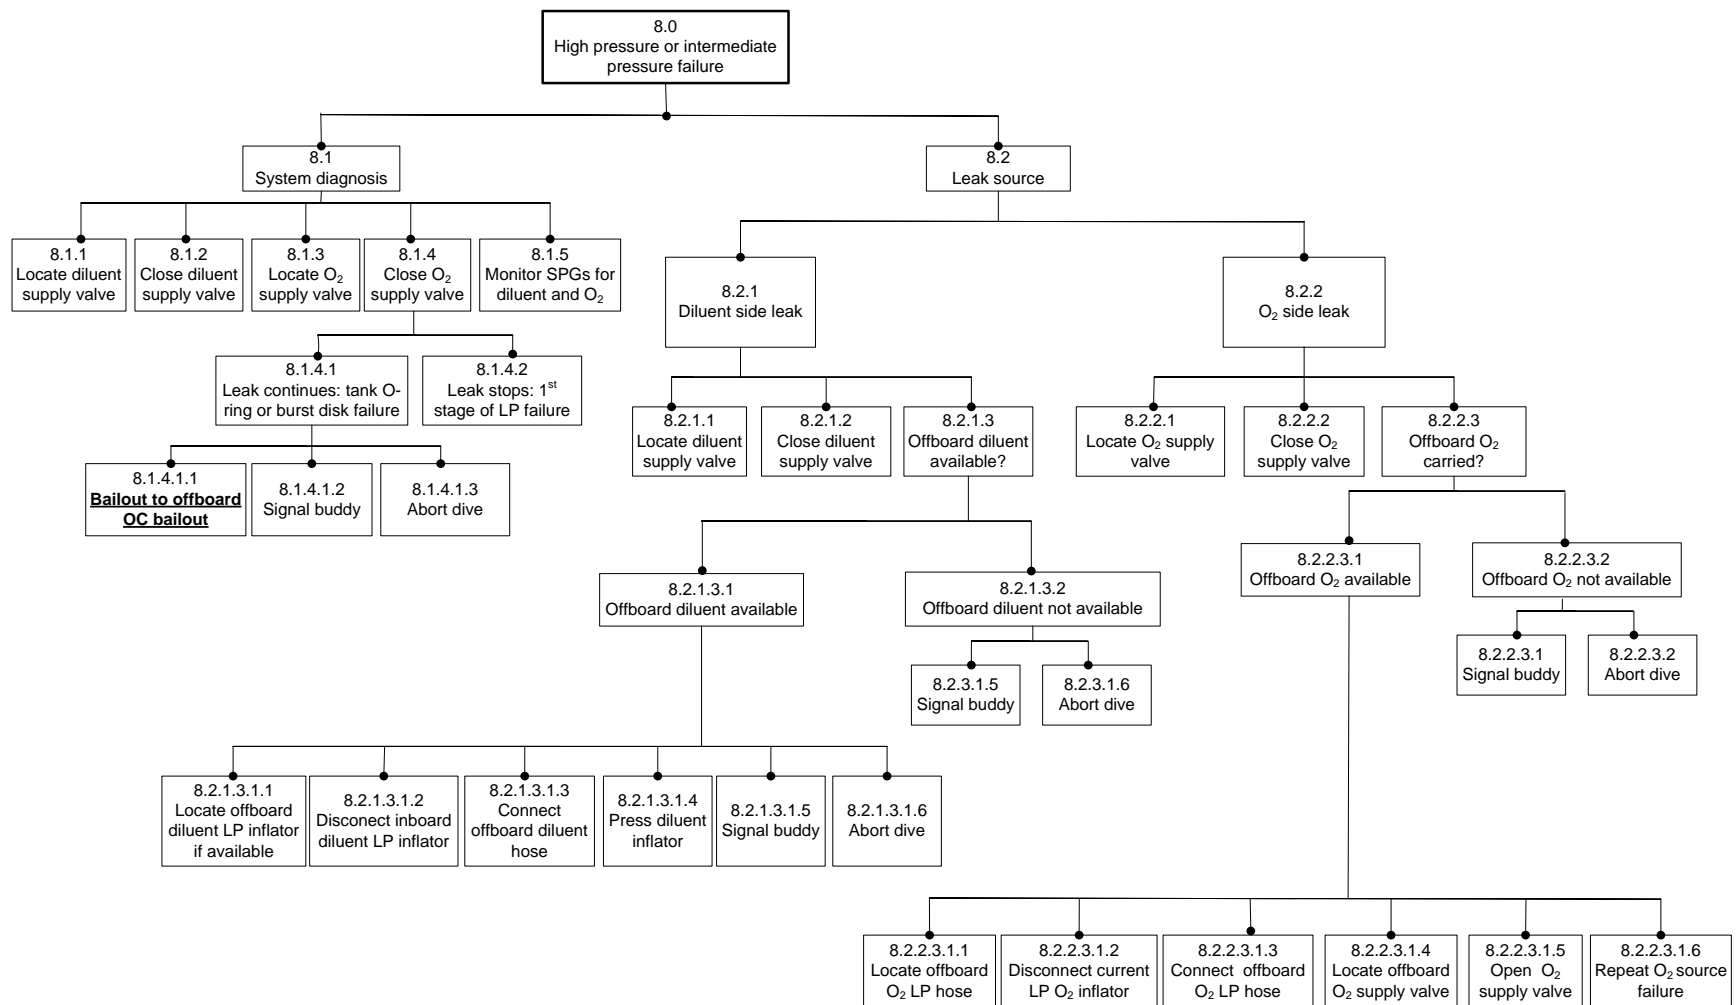 8.0
High pressure or intermediate
pressure failure
8.1
System diagnosis
8.2
Leak source
8.1.1
Locate diluent
supply valve
8.1.2
Close diluent
supply valve
8.1.3
Locate O2
supply valve
8.1.4
Close O2
supply valve
8.1.5
Monitor SPGs for
diluent and O2
8.2.1
Diluent side leak
8.2.2
O2 side leak
8.1.4.1
Leak continues: tank O-
ring or burst disk failure
8.1.4.2
Leak stops: 1st
stage of LP failure
8.2.1.1
Locate diluent
supply valve
8.2.1.2
Close diluent
supply valve
8.2.1.3
Offboard diluent
available?
8.2.2.1
Locate O2 supply
valve
8.2.2.2
Close O2
supply valve
8.2.2.3
Offboard O2
carried?
8.1.4.1.1
Bailout to offboard
OC bailout
8.1.4.1.2
Signal buddy
8.1.4.1.3
Abort dive
8.2.1.3.1
Offboard diluent available
8.2.1.3.2
Offboard diluent not available
8.2.2.3.1
Offboard O2 available
8.2.2.3.2
Offboard O2 not available
8.2.3.1.5
Signal buddy
8.2.3.1.6
Abort dive
8.2.2.3.1
Signal buddy
8.2.2.3.2
Abort dive
8.2.1.3.1.1
Locate offboard
diluent LP inflator
if available
8.2.1.3.1.2
Disconect inboard
diluent LP inflator
8.2.1.3.1.3
Connect
offboard diluent
hose
8.2.1.3.1.4
Press diluent
inflator
8.2.1.3.1.5
Signal buddy
8.2.1.3.1.6
Abort dive
8.2.2.3.1.1
Locate offboard
O2 LP hose
8.2.2.3.1.2
Disconnect current
LP O2 inflator
8.2.2.3.1.3
Connect offboard
O2 LP hose
8.2.2.3.1.4
Locate offboard
O2 supply valve
8.2.2.3.1.5
Open O2
supply valve
8.2.2.3.1.6
Repeat O2 source
failure